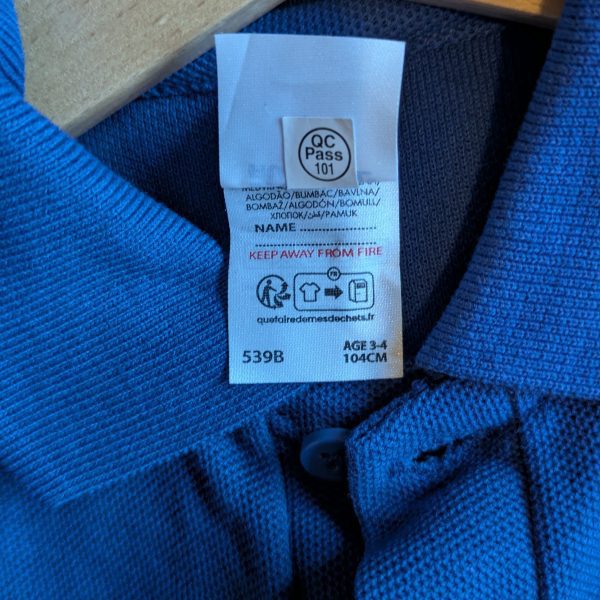 QC
Pass
101
ALGODÃO/BUMBAC/BAVLNA/
BOMBAŽ/ALGODÓN/BOMULL/
ХЛОПОК/قطن/PAMUK
NAME
KEEP AWAY FROM FIRE
FR
quefairedemesdechets.fr
539B
AGE 3-4
104CM